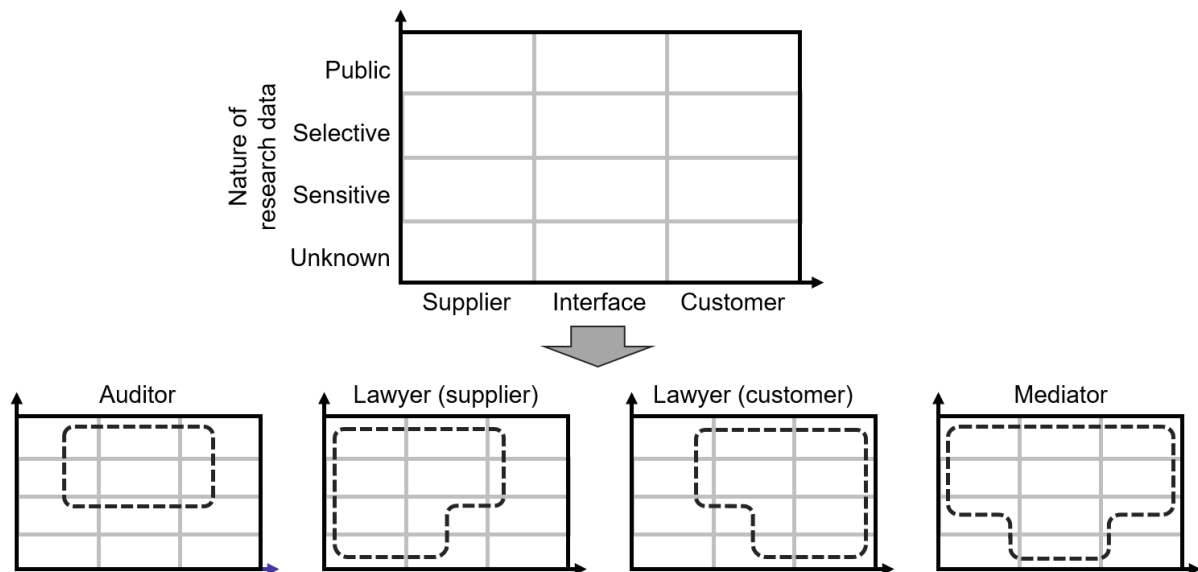 Public
Selective
Sensitive
Unknown
Nature of
research data
Supplier Interface Customer
Auditor Lawyer (supplier) Lawyer (customer) Mediator